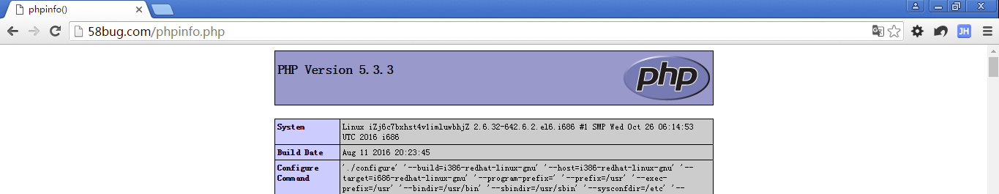 phpinfo()
58bug.com/phpinfo.php
JH
PHP Version 5.3.3
php
System
Linux iZj6c7bxhst4v1imluwbhjZ 2.6.32-642.6.2.el6.i686 #1 SMP Wed Oct 26 06:14:53
UTC 2016 i686
Build Date
Aug 11 2016 20:23:45
Configure
Command
'./configure' '--build=i386-redhat-linux-gnu' '--host=i386-redhat-linux-gnu' '--
target=i686-redhat-linux-gnu' '--program-prefix=' '--prefix=/usr' '--exec-
prefix=/usr' '--bindir=/usr/bin' '--sbindir=/usr/sbin' '--sysconfdir=/etc' '--